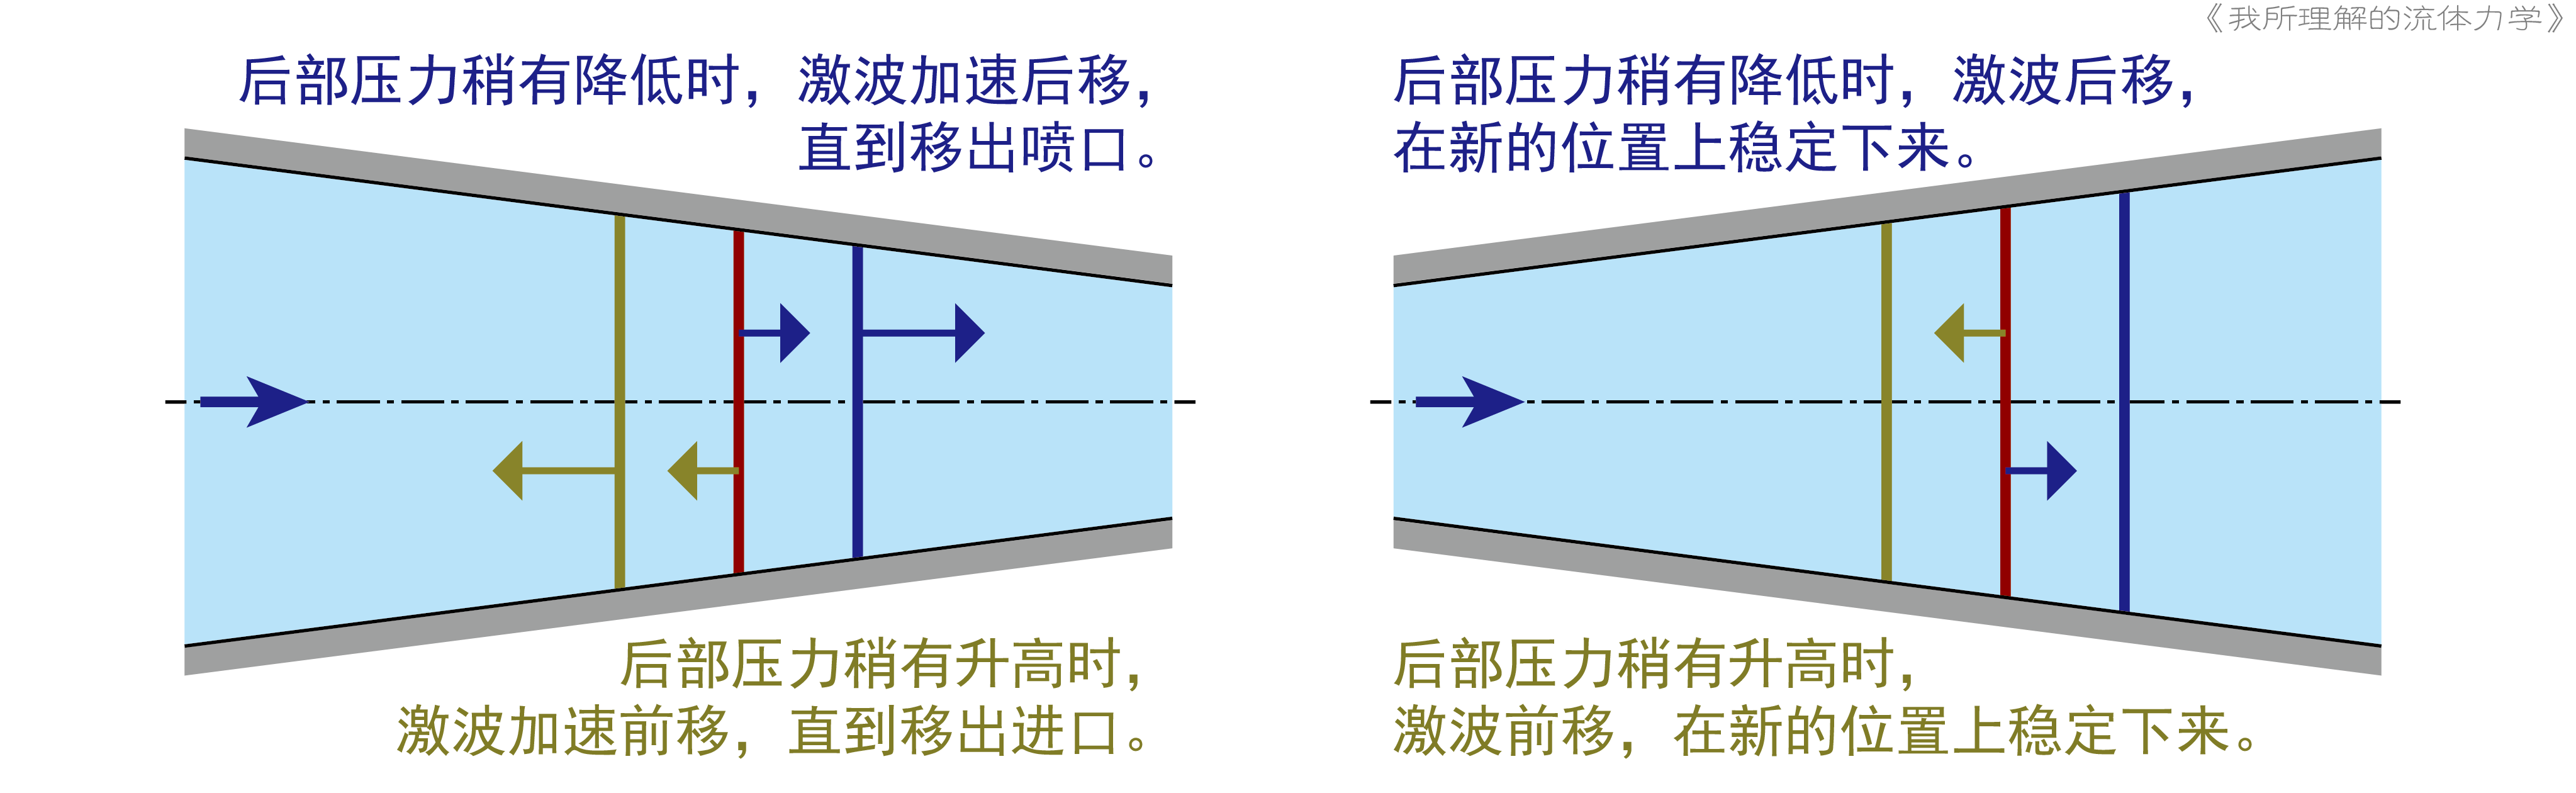 《我所理解的流体力学》
后部压力稍有降低时，激波加速后移，
直到移出喷口。
后部压力稍有降低时，激波后移，
在新的位置上稳定下来。
后部压力稍有升高时，
激波加速前移，直到移出进口。
后部压力稍有升高时，
激波前移，在新的位置上稳定下来。